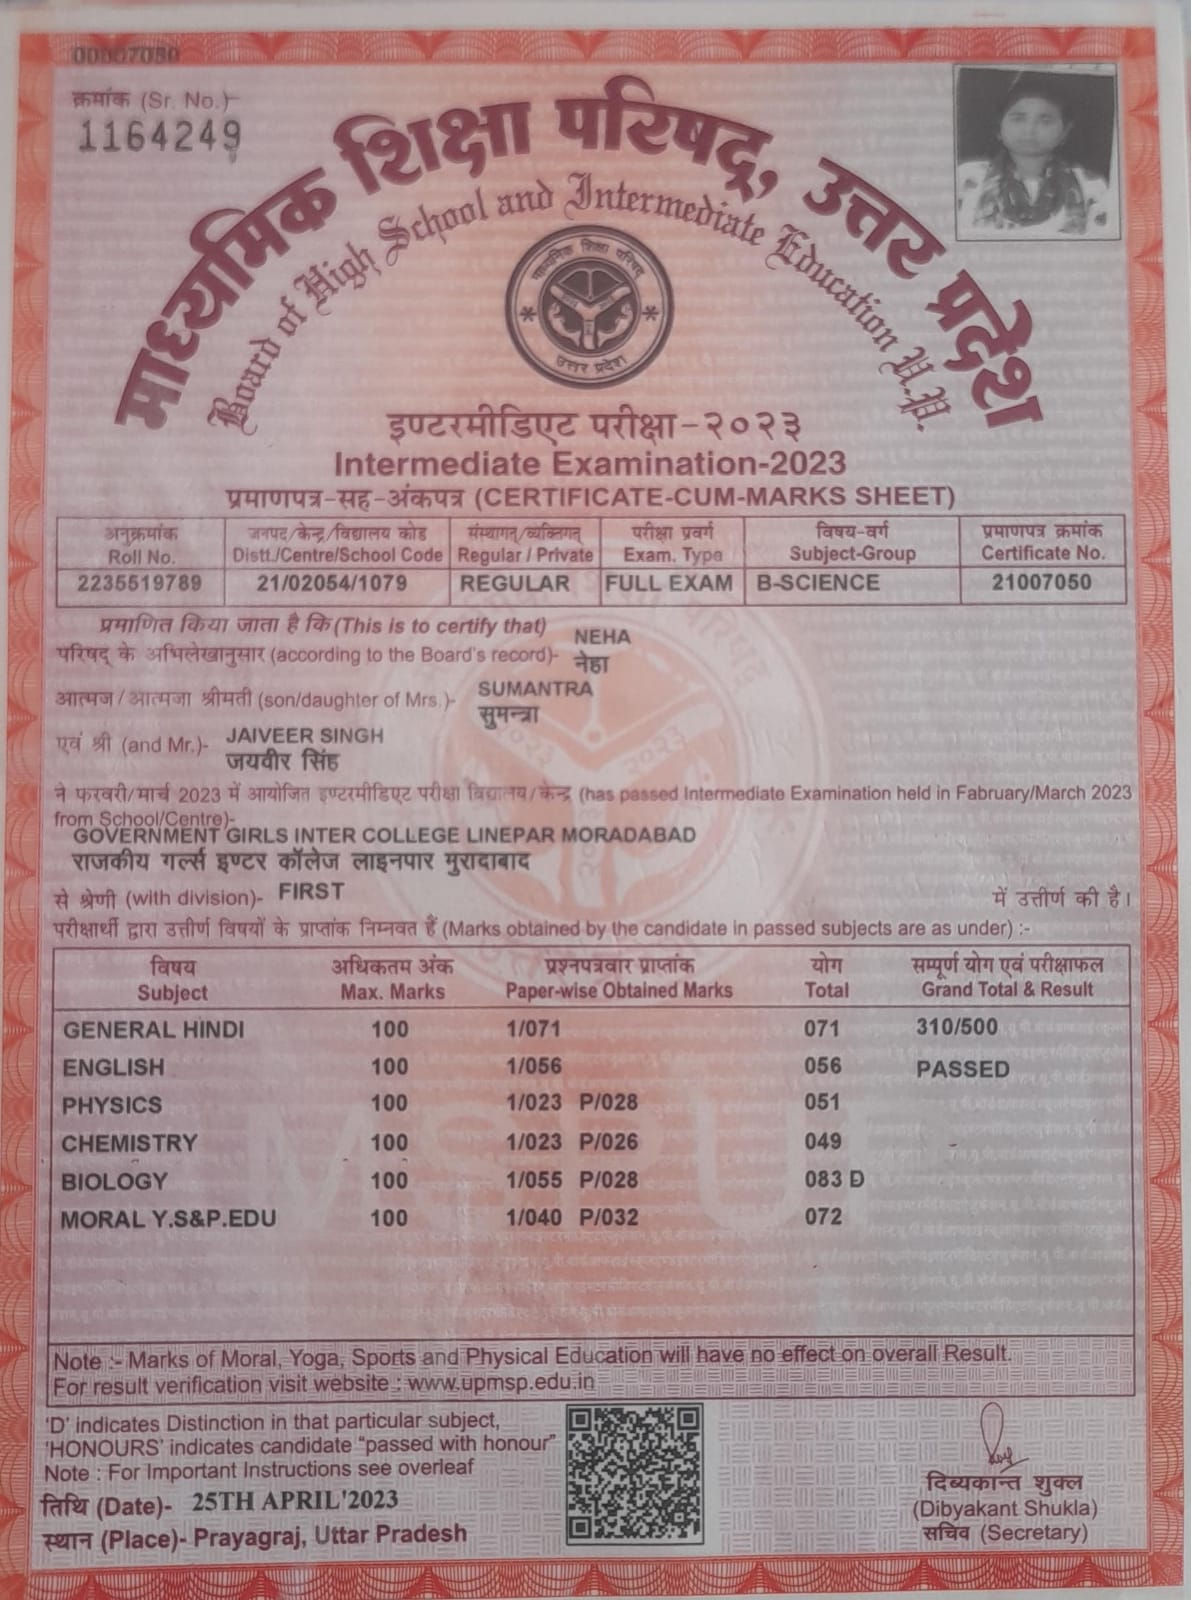 00007050
क्रमांक (Sr. No.)-
1164249
माध्यमिक शिक्षा परिषद्, उत्तर प्रदेश
Board of High School and Intermediate Education U.P.
माध्यमिक शिक्षा परिषद्
उत्तर प्रदेश
इण्टरमीडिएट परीक्षा-२०२३
Intermediate Examination-2023
प्रमाणपत्र-सह-अंकपत्र (CERTIFICATE-CUM-MARKS SHEET)
अनुक्रमांक जनपद/केन्द्र/विद्यालय कोड संस्थागत्/व्यक्तिगत् परीक्षा प्रवर्ग विषय-वर्ग प्रमाणपत्र क्रमांक
Roll No. Distt./Centre/School Code Regular / Private Exam. Type Subject-Group Certificate No.
2235519789 21/02054/1079 REGULAR FULL EXAM B-SCIENCE 21007050
प्रमाणित किया जाता है कि (This is to certify that) NEHA
परिषद् के अभिलेखानुसार (according to the Board's record)- नेहा
आत्मज/आत्मजा श्रीमती (son/daughter of Mrs.)- SUMANTRA
सुमन्त्रा
एवं श्री (and Mr.)- JAIVEER SINGH
जयवीर सिंह
ने फरवरी/मार्च 2023 में आयोजित इण्टरमीडिएट परीक्षा विद्यालय/केन्द्र (has passed Intermediate Examination held in Fabruary/March 2023
from School/Centre)-
GOVERNMENT GIRLS INTER COLLEGE LINEPAR MORADABAD
राजकीय गर्ल्स इण्टर कॉलेज लाइनपार मुरादाबाद
से श्रेणी (with division)- FIRST में उत्तीर्ण की है।
परीक्षार्थी द्वारा उत्तीर्ण विषयों के प्राप्तांक निम्नवत हैं (Marks obtained by the candidate in passed subjects are as under) :-
विषय अधिकतम अंक प्रश्नपत्रवार प्राप्तांक योग सम्पूर्ण योग एवं परीक्षाफल
Subject Max. Marks Paper-wise Obtained Marks Total Grand Total & Result
GENERAL HINDI 100 1/071 071 310/500
ENGLISH 100 1/056 056 PASSED
PHYSICS 100 1/023 P/028 051
CHEMISTRY 100 1/023 P/026 049
BIOLOGY 100 1/055 P/028 083 D
MORAL Y.S&P.EDU 100 1/040 P/032 072
Note :- Marks of Moral, Yoga, Sports and Physical Education will have no effect on overall Result.
For result verification visit website : www.upmsp.edu.in
'D' indicates Distinction in that particular subject,
'HONOURS' indicates candidate "passed with honour"
Note : For Important Instructions see overleaf
तिथि (Date)- 25TH APRIL'2023
स्थान (Place)- Prayagraj, Uttar Pradesh
दिब्यकान्त शुक्ल
(Dibyakant Shukla)
सचिव (Secretary)